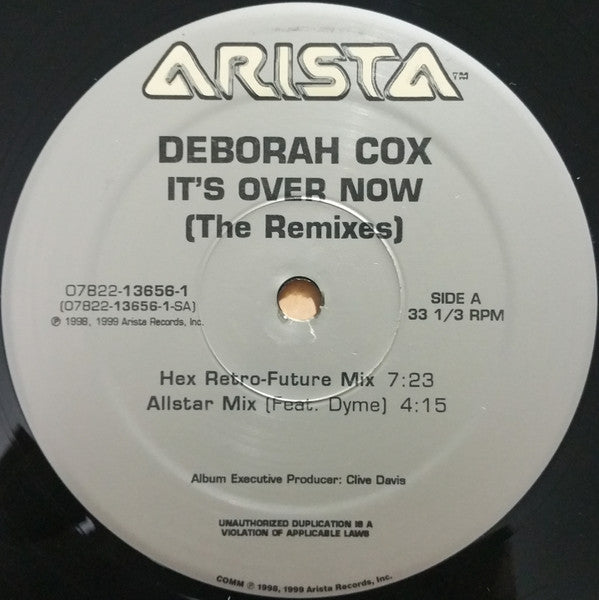 ARISTA™
DEBORAH COX
IT'S OVER NOW
(The Remixes)
07822-13656-1
(07822-13656-1-SA)
℗ 1998, 1999 Arista Records, Inc.
SIDE A
33 1/3 RPM
Hex Retro-Future Mix 7:23
Allstar Mix (Feat. Dyme) 4:15
Album Executive Producer: Clive Davis
UNAUTHORIZED DUPLICATION IS A
VIOLATION OF APPLICABLE LAWS
COMM ℗ 1998, 1999 Arista Records, Inc.